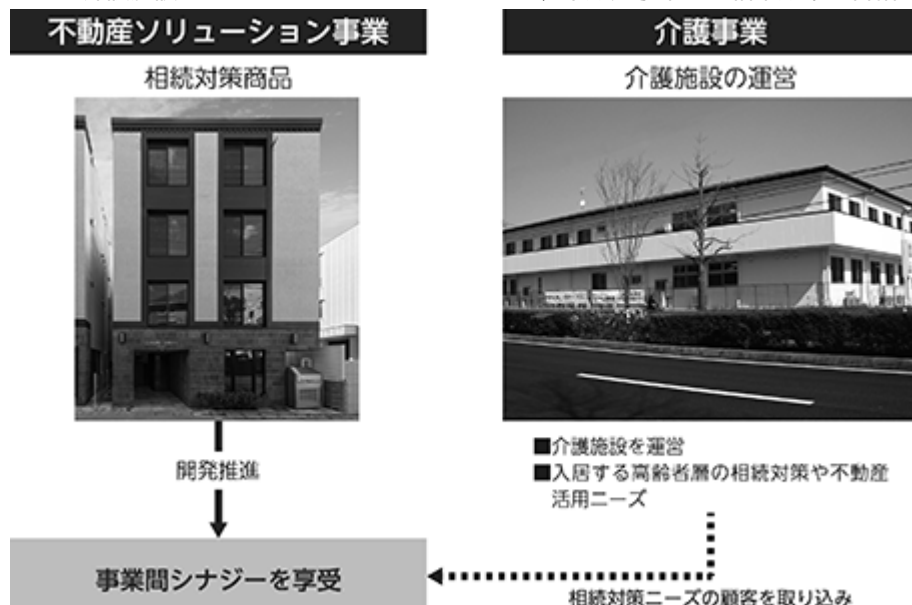 不動産ソリューション事業
相続対策商品
開発推進
事業間シナジーを享受
介護事業
介護施設の運営
■介護施設を運営
■入居する高齢者層の相続対策や不動産
活用ニーズ
相続対策ニーズの顧客を取り込み